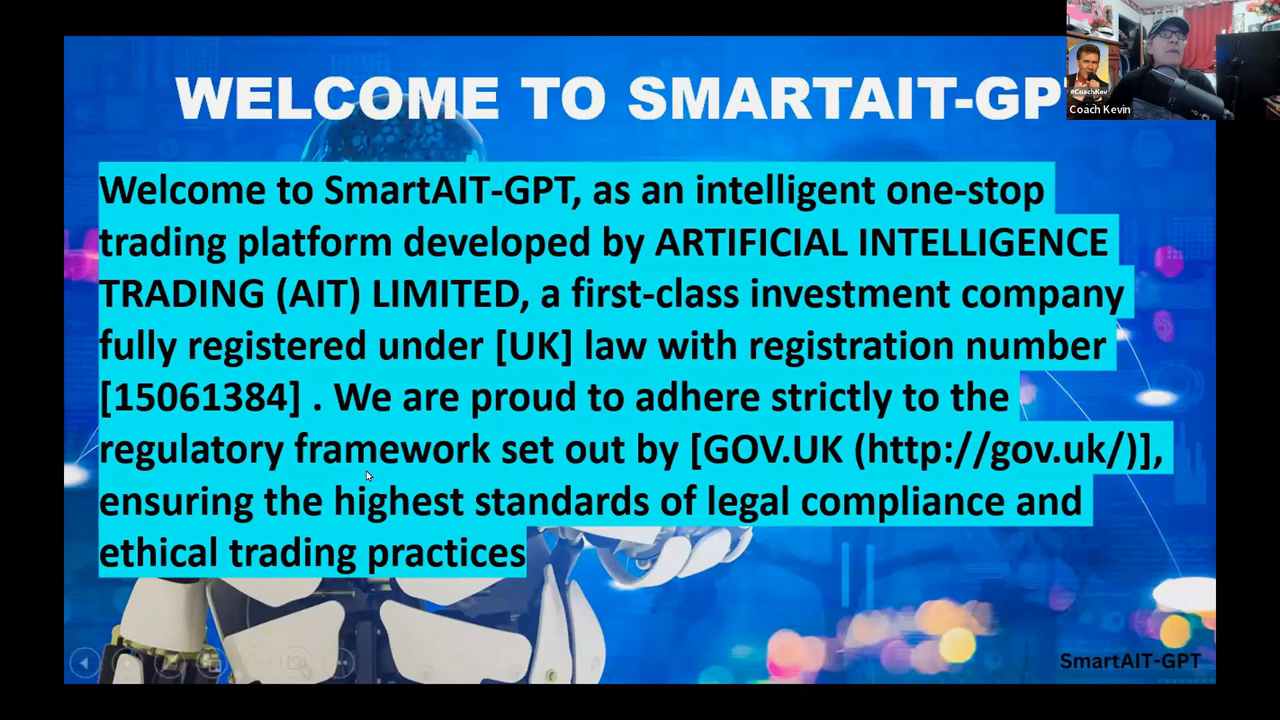 WELCOME TO SMARTAIT-GP
#CoachKev
Coach Kevin
Welcome to SmartAIT-GPT, as an intelligent one-stop
trading platform developed by ARTIFICIAL INTELLIGENCE
TRADING (AIT) LIMITED, a first-class investment company
fully registered under [UK] law with registration number
[15061384] . We are proud to adhere strictly to the
regulatory framework set out by [GOV.UK (http://gov.uk/)],
ensuring the highest standards of legal compliance and
ethical trading practices
SmartAIT-GPT